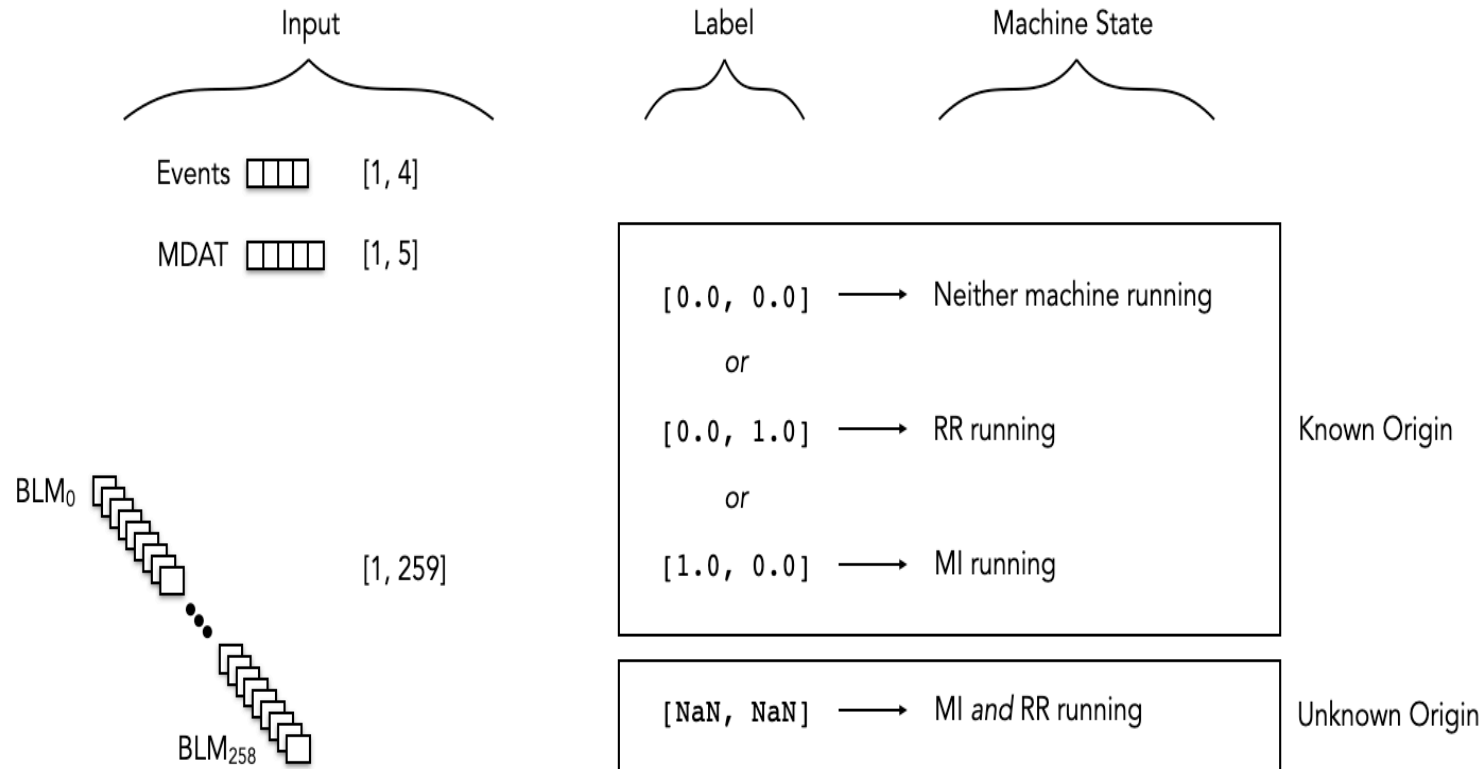 Input
Label
Machine State
Events [1, 4]
MDAT [1, 5]
BLM₀
[1, 259]
BLM₂₅₈
[0.0, 0.0] → Neither machine running
or
[0.0, 1.0] → RR running
or
[1.0, 0.0] → MI running
Known Origin
[NaN, NaN] → MI and RR running
Unknown Origin